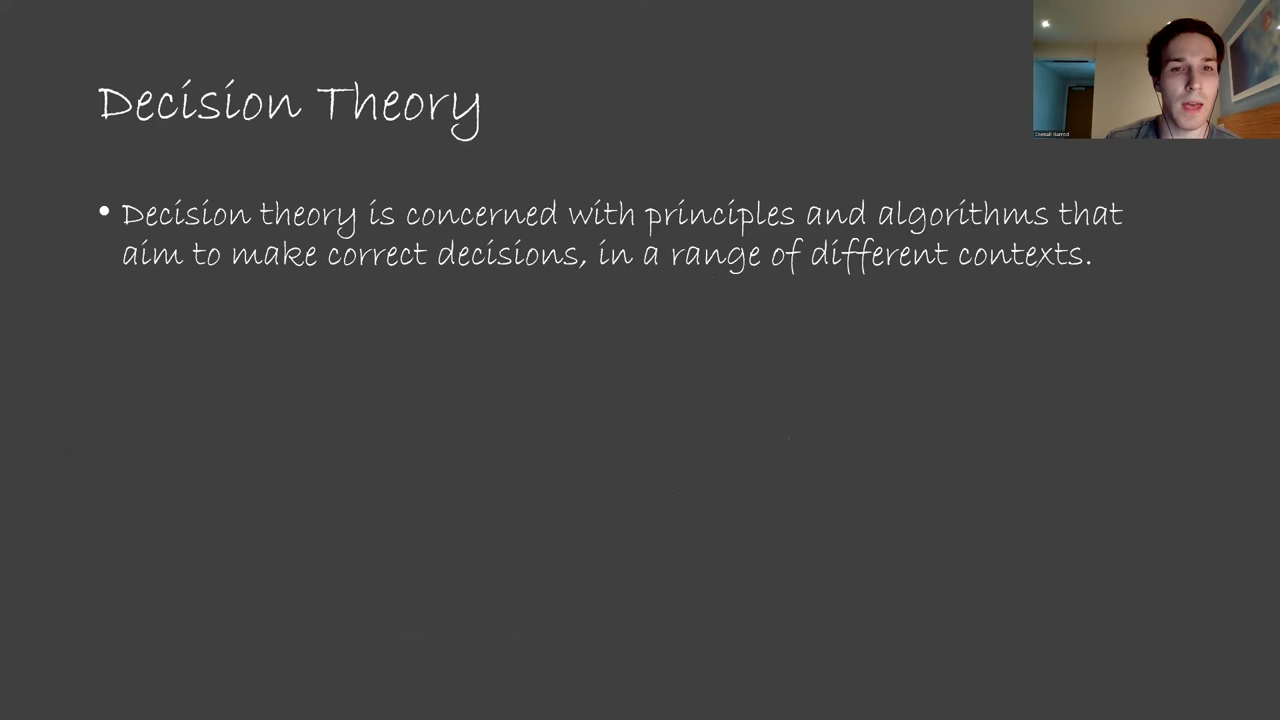 Decision Theory
• Decision theory is concerned with principles and algorithms that
aim to make correct decisions, in a range of different contexts.